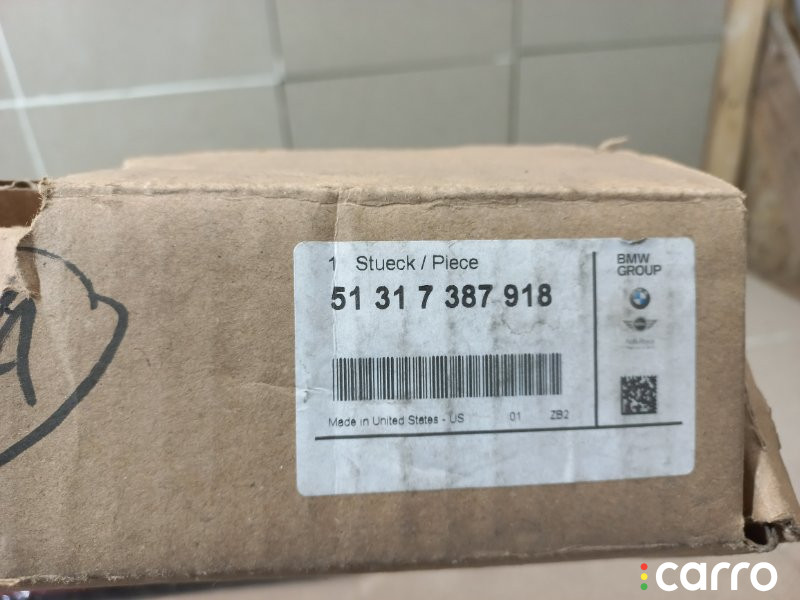 1 Stueck / Piece
51 31 7 387 918
Made in United States - US 01 ZB2
BMW
GROUP
carro